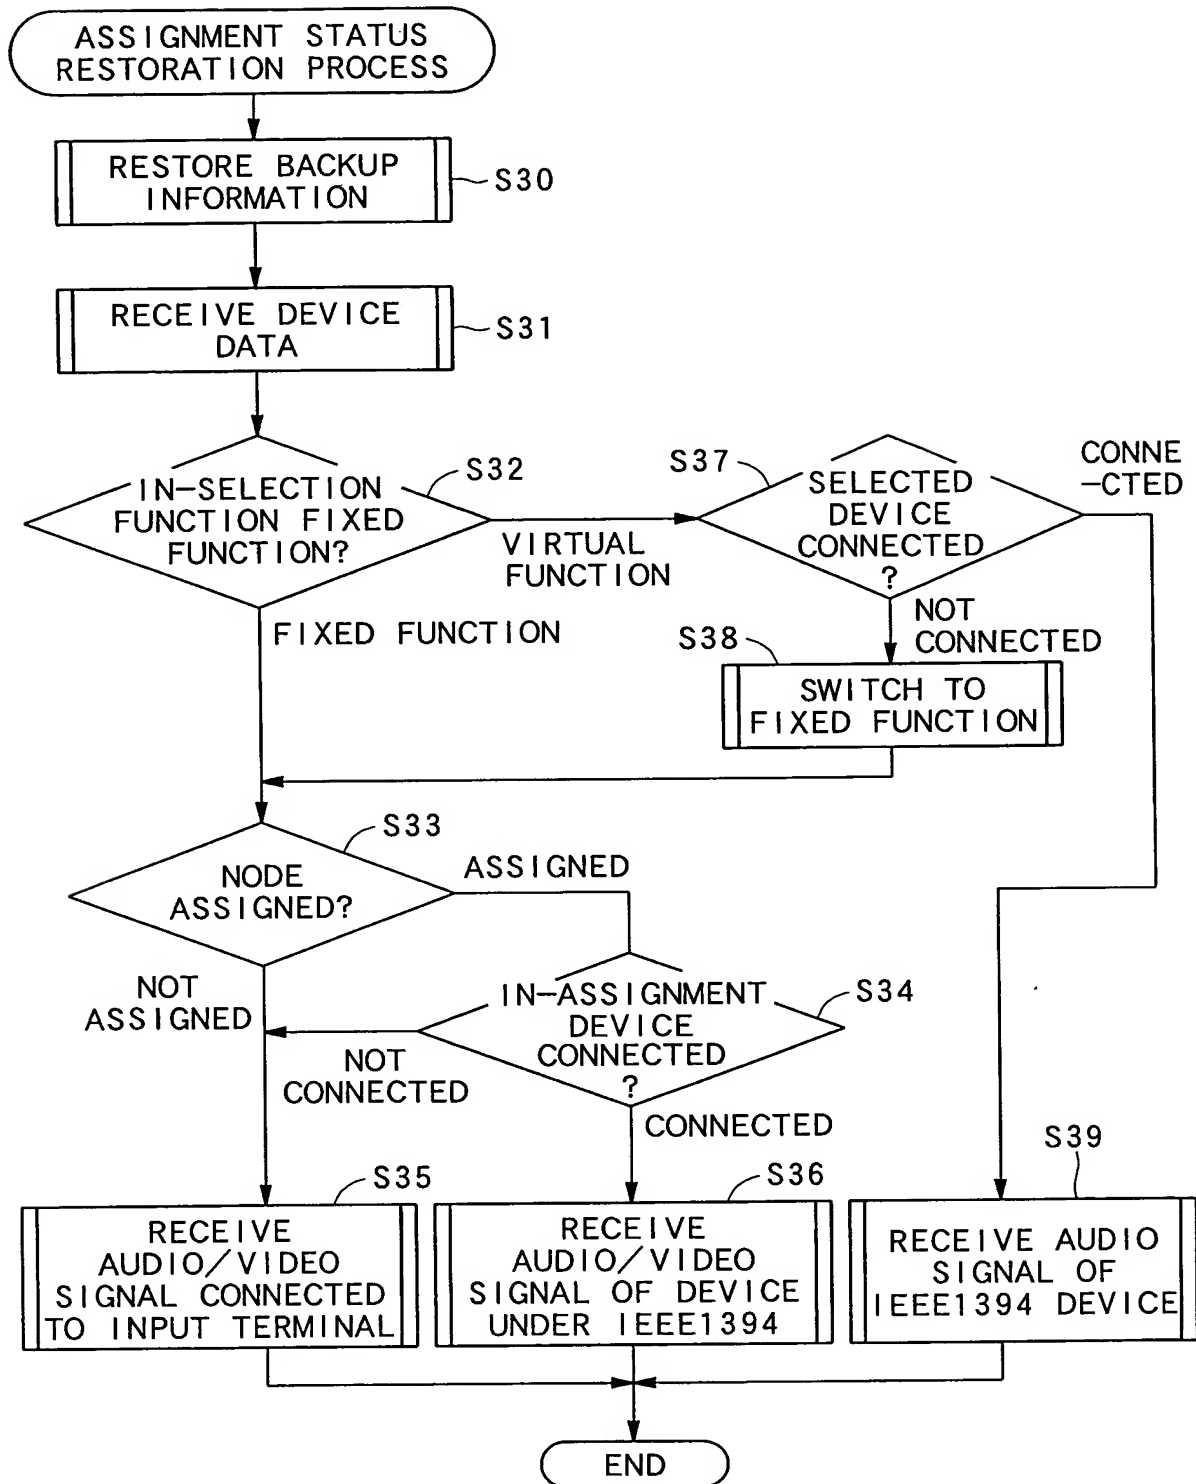 ASSIGNMENT STATUS
RESTORATION PROCESS
RESTORE BACKUP
INFORMATION
S30
RECEIVE DEVICE
DATA
S31
IN-SELECTION
FUNCTION FIXED
FUNCTION?
S32
VIRTUAL
FUNCTION
FIXED FUNCTION
S37
SELECTED
DEVICE
CONNECTED
?
CONNE
-CTED
NOT
CONNECTED
S38
SWITCH TO
FIXED FUNCTION
S33
NODE
ASSIGNED?
ASSIGNED
NOT
ASSIGNED
IN-ASSIGNMENT
DEVICE
CONNECTED
?
S34
NOT
CONNECTED
CONNECTED
S35
RECEIVE
AUDIO/VIDEO
SIGNAL CONNECTED
TO INPUT TERMINAL
S36
RECEIVE
AUDIO/VIDEO
SIGNAL OF DEVICE
UNDER IEEE1394
S39
RECEIVE AUDIO
SIGNAL OF
IEEE1394 DEVICE
END